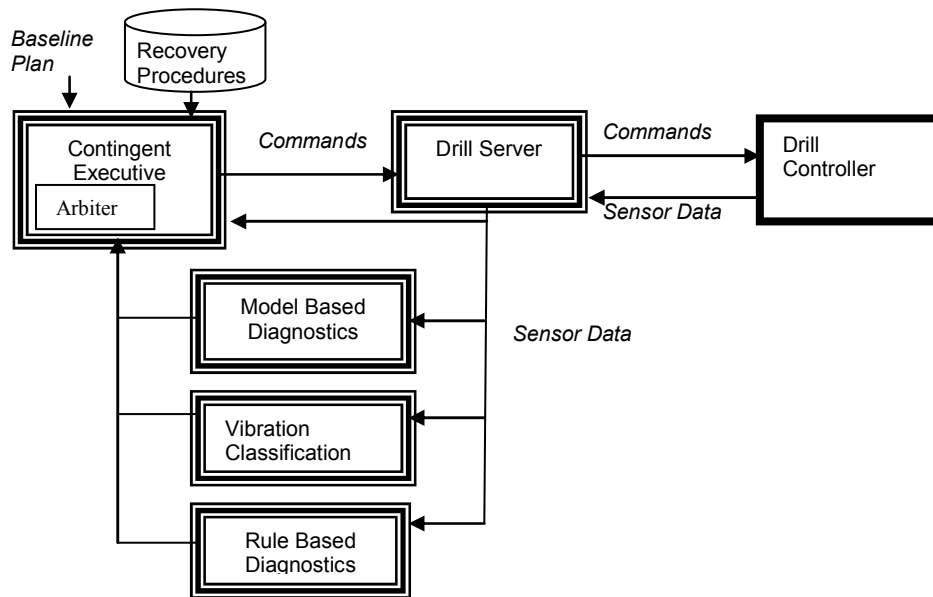 Baseline
Plan
Recovery
Procedures
Contingent
Executive
Arbiter
Commands
Drill Server
Commands
Sensor Data
Drill
Controller
Model Based
Diagnostics
Sensor Data
Vibration
Classification
Rule Based
Diagnostics